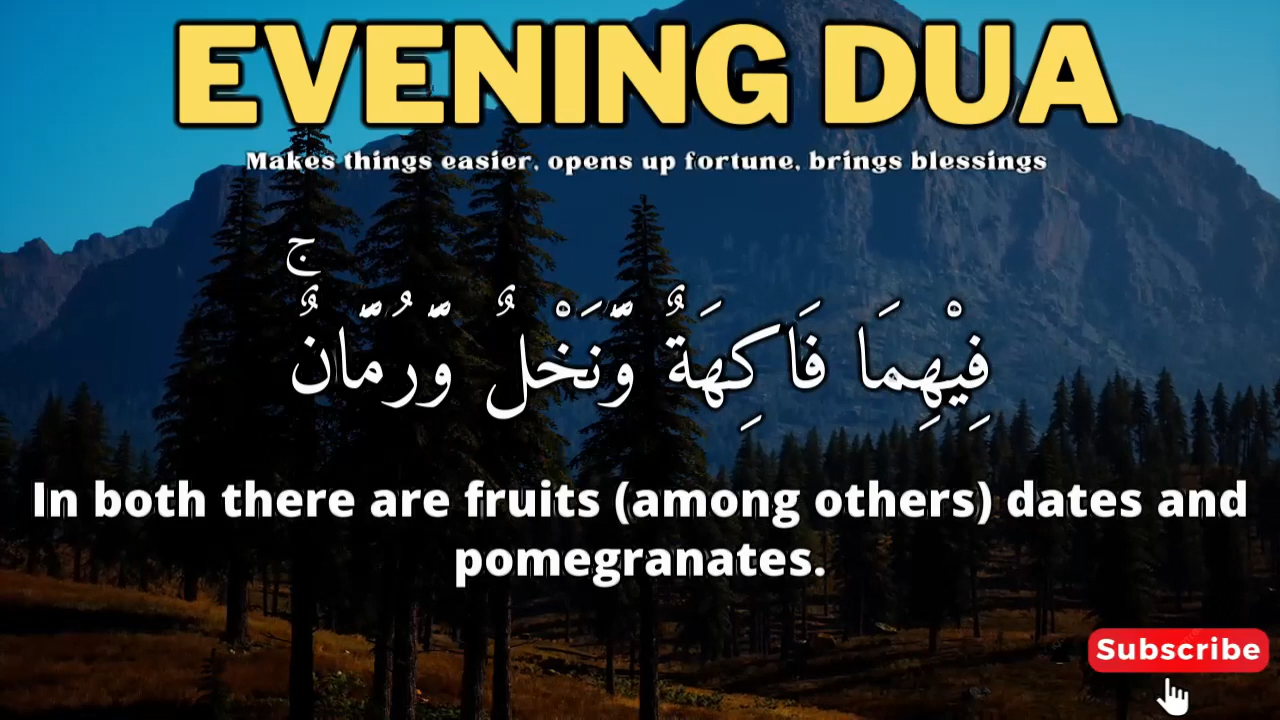 EVENING DUA
Makes things easier, opens up fortune, brings blessings
فِيْهِمَا فَاكِهَةٌ وَّنَخْلٌ وَّرُمَّانٌۚ
In both there are fruits (among others) dates and
pomegranates.
Subscribe